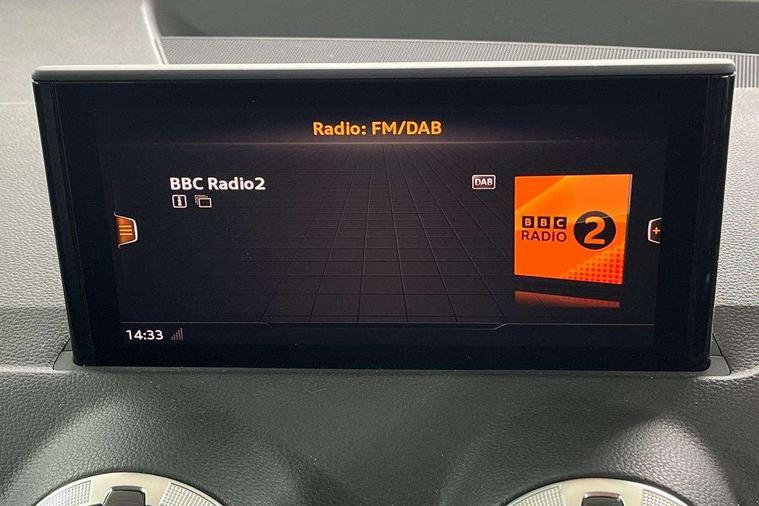 Radio: FM/DAB
BBC Radio2
DAB
BBC
RADIO 2
14:33